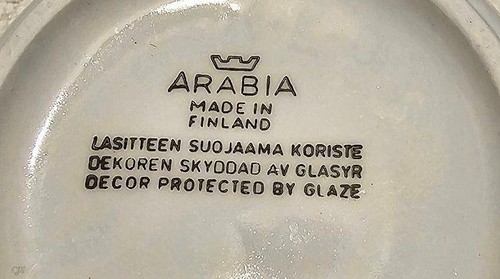 ARABIA
MADE IN
FINLAND
LASITTEEN SUOJAAMA KORISTE
DEKOREN SKYDDAD AV GLASYR
DECOR PROTECTED BY GLAZE